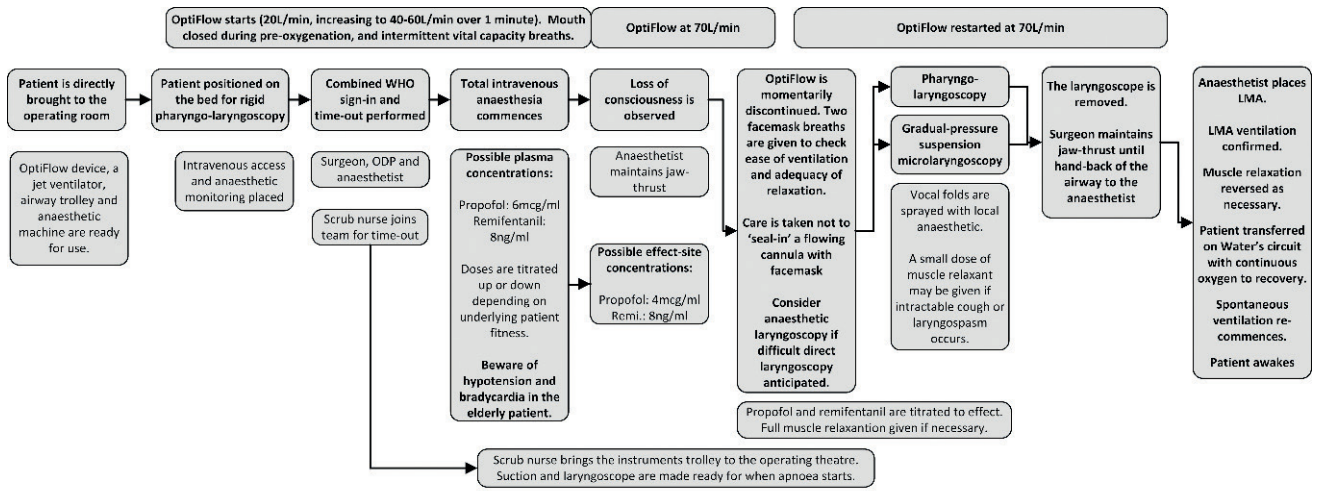 OptiFlow starts (20L/min, increasing to 40-60L/min over 1 minute). Mouth
closed during pre-oxygenation, and intermittent vital capacity breaths.
OptiFlow at 70L/min
OptiFlow restarted at 70L/min
Patient is directly
brought to the
operating room
OptiFlow device, a
jet ventilator,
airway trolley and
anaesthetic
machine are ready
for use.
Patient positioned on
the bed for rigid
pharyngo-laryngoscopy
Intravenous access
and anaesthetic
monitoring placed
Combined WHO
sign-in and
time-out performed
Surgeon, ODP and
anaesthetist
Scrub nurse joins
team for time-out
Total intravenous
anaesthesia
commences
Possible plasma
concentrations:
Propofol: 6mcg/ml
Remifentanil:
8ng/ml
Doses are titrated
up or down
depending on
underlying patient
fitness.
Beware of
hypotension and
bradycardia in the
elderly patient.
Loss of
consciousness is
observed
Anaesthetist
maintains jaw-
thrust
Possible effect-site
concentrations:
Propofol: 4mcg/ml
Remi.: 8ng/ml
OptiFlow is
momentarily
discontinued. Two
facemask breaths
are given to check
ease of ventilation
and adequacy of
relaxation.
Care is taken not to
‘seal-in’ a flowing
cannula with
facemask
Consider
anaesthetic
laryngoscopy if
difficult direct
laryngoscopy
anticipated.
Propofol and remifentanil are titrated to effect.
Full muscle relaxantion given if necessary.
Pharyngo-
laryngoscopy
Gradual-pressure
suspension
microlaryngoscopy
Vocal folds are
sprayed with local
anaesthetic.
A small dose of
muscle relaxant
may be given if
intractable cough or
laryngospasm
occurs.
The laryngoscope is
removed.
Surgeon maintains
jaw-thrust until
hand-back of the
airway to the
anaesthetist
Anaesthetist places
LMA.
LMA ventilation
confirmed.
Muscle relaxation
reversed as
necessary.
Patient transferred
on Water’s circuit
with continuous
oxygen to recovery.
Spontaneous
ventilation re-
commences.
Patient awakes
Scrub nurse brings the instruments trolley to the operating theatre.
Suction and laryngoscope are made ready for when apnoea starts.